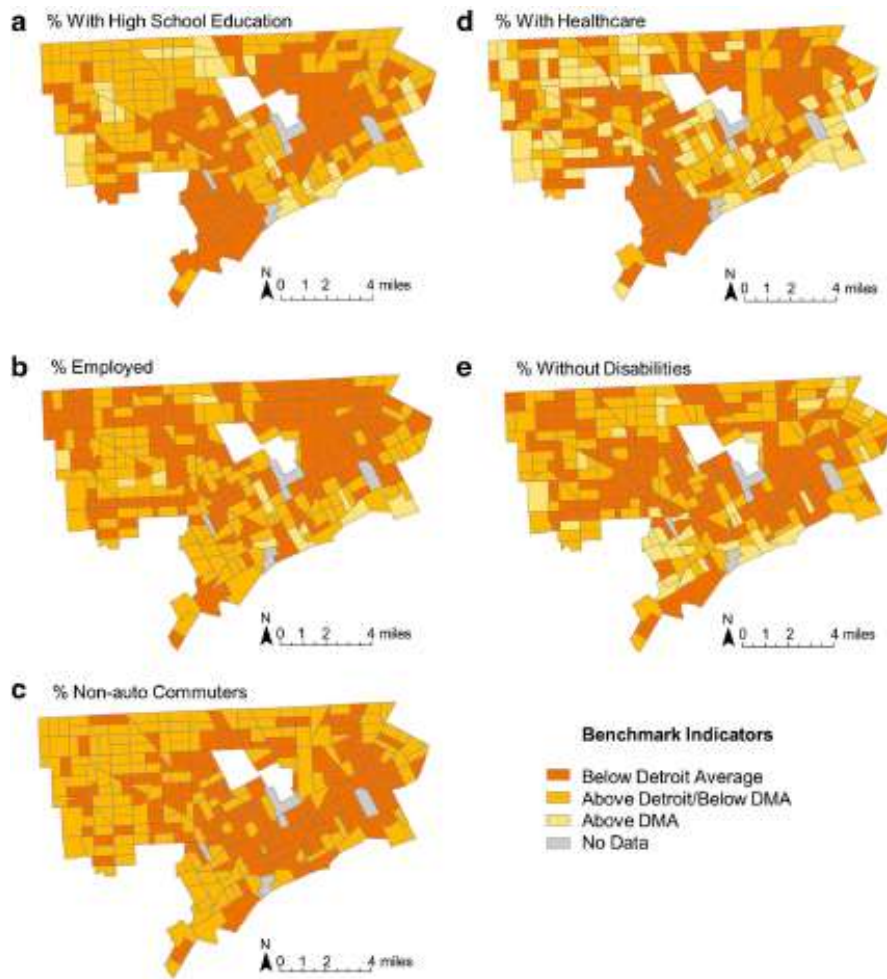 a % With High School Education
N
0 1 2 4 miles
b % Employed
N
0 1 2 4 miles
c % Non-auto Commuters
N
0 1 2 4 miles
d % With Healthcare
N
0 1 2 4 miles
e % Without Disabilities
N
0 1 2 4 miles
Benchmark Indicators
Below Detroit Average
Above Detroit/Below DMA
Above DMA
No Data